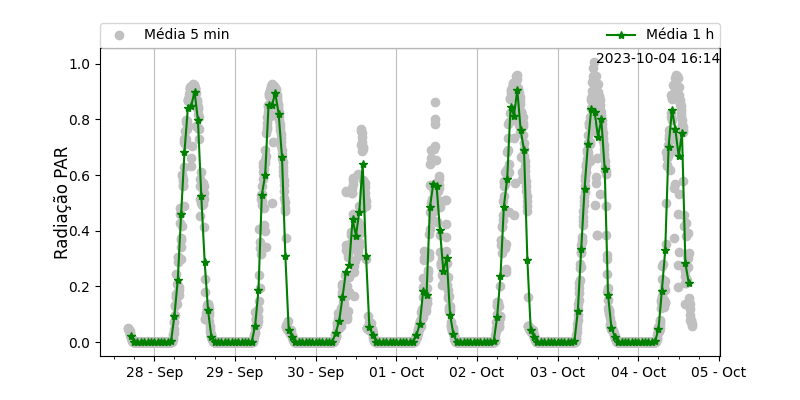 Média 5 min
Média 1 h
2023-10-04 16:14
Radiação PAR
1.0
0.8
0.6
0.4
0.2
0.0
28 - Sep
29 - Sep
30 - Sep
01 - Oct
02 - Oct
03 - Oct
04 - Oct
05 - Oct